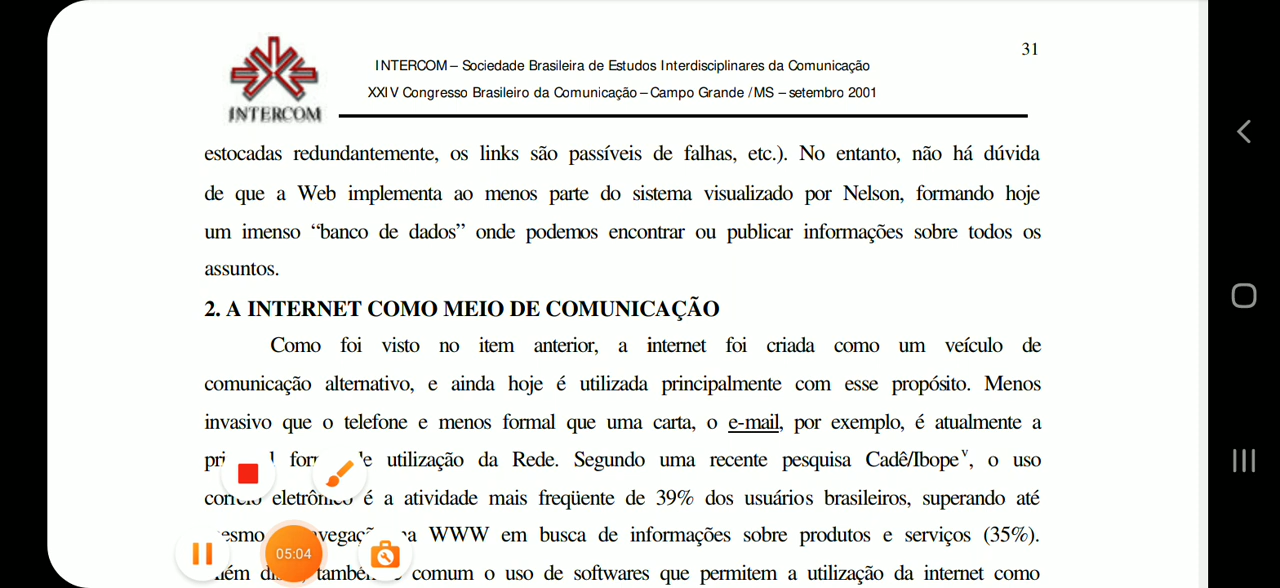 31
INTERCOM
INTERCOM – Sociedade Brasileira de Estudos Interdisciplinares da Comunicação
XXIV Congresso Brasileiro da Comunicação – Campo Grande /MS – setembro 2001
estocadas redundantemente, os links são passíveis de falhas, etc.). No entanto, não há dúvida
de que a Web implementa ao menos parte do sistema visualizado por Nelson, formando hoje
um imenso “banco de dados” onde podemos encontrar ou publicar informações sobre todos os
assuntos.
2. A INTERNET COMO MEIO DE COMUNICAÇÃO
Como foi visto no item anterior, a internet foi criada como um veículo de
comunicação alternativo, e ainda hoje é utilizada principalmente com esse propósito. Menos
invasivo que o telefone e menos formal que uma carta, o e-mail, por exemplo, é atualmente a
utilização da Rede. Segundo uma recente pesquisa Cadê/Ibope v, o uso
correio eletrônico é a atividade mais freqüente de 39% dos usuários brasileiros, superando até
WWW em busca de informações sobre produtos e serviços (35%).
comum o uso de softwares que permitem a utilização da internet como
05:04